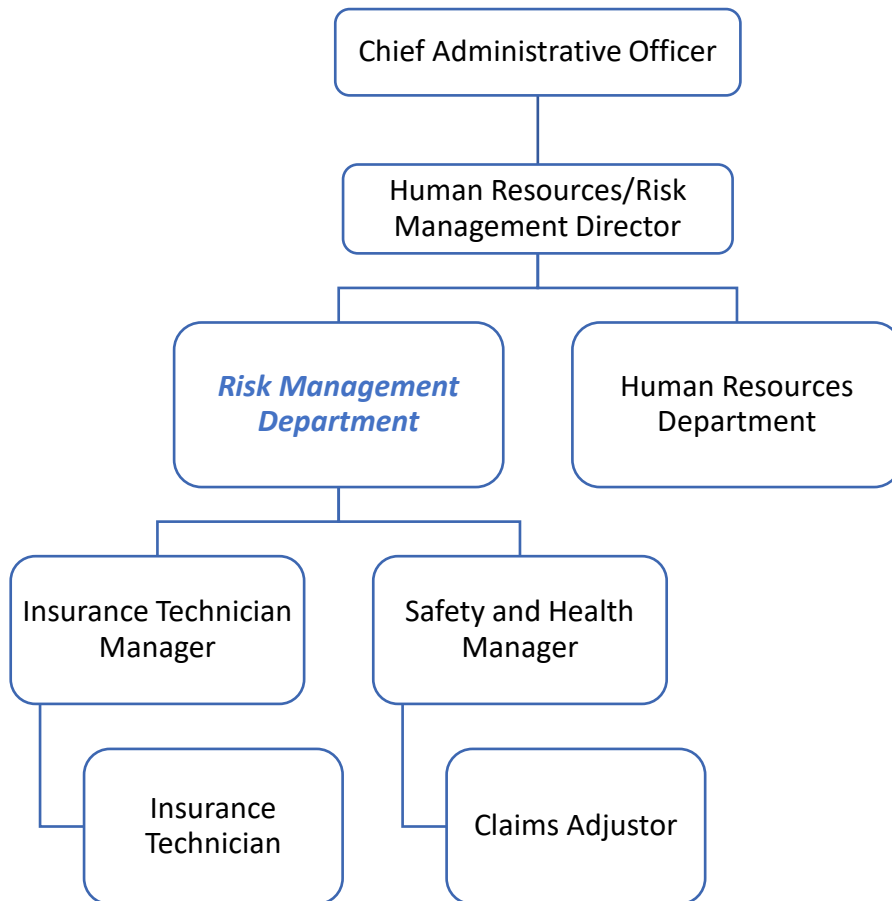 Chief Administrative Officer
Human Resources/Risk
Management Director
Risk Management
Department
Human Resources
Department
Insurance Technician
Manager
Safety and Health
Manager
Insurance
Technician
Claims Adjustor